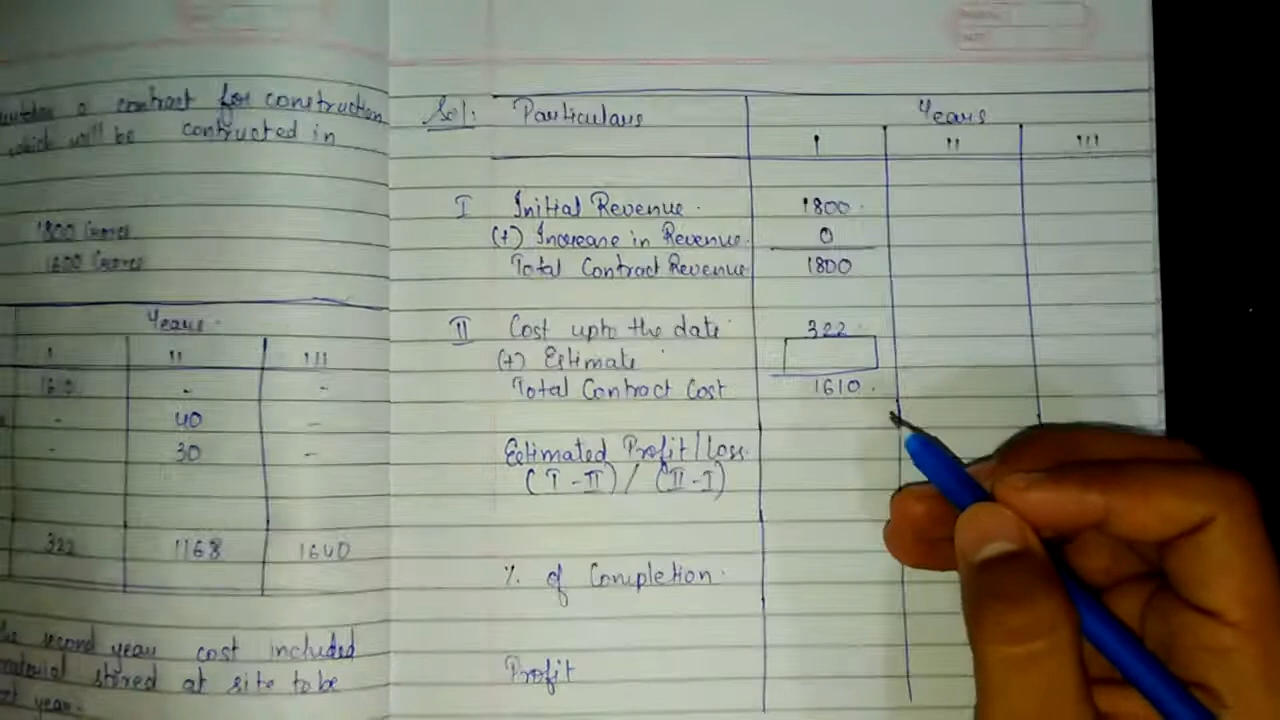 a contract for construction
which will be contructed in
1800 Crores
1600 Crores
Years
I II III
1610 - -
- 40 -
- 30 -
322 1168 1640
second year cost included
material stored at site to be
year.
Sol: Particulars Years
I II III
I Initial Revenue. 1800.
(+) Increase in Revenue. 0
Total Contract Revenue 1800
II Cost upto the date 322.
(+) Estimate
Total Contract Cost 1610.
Estimated Profit/Loss.
(I-II) / (II-I)
% of Completion.
Profit